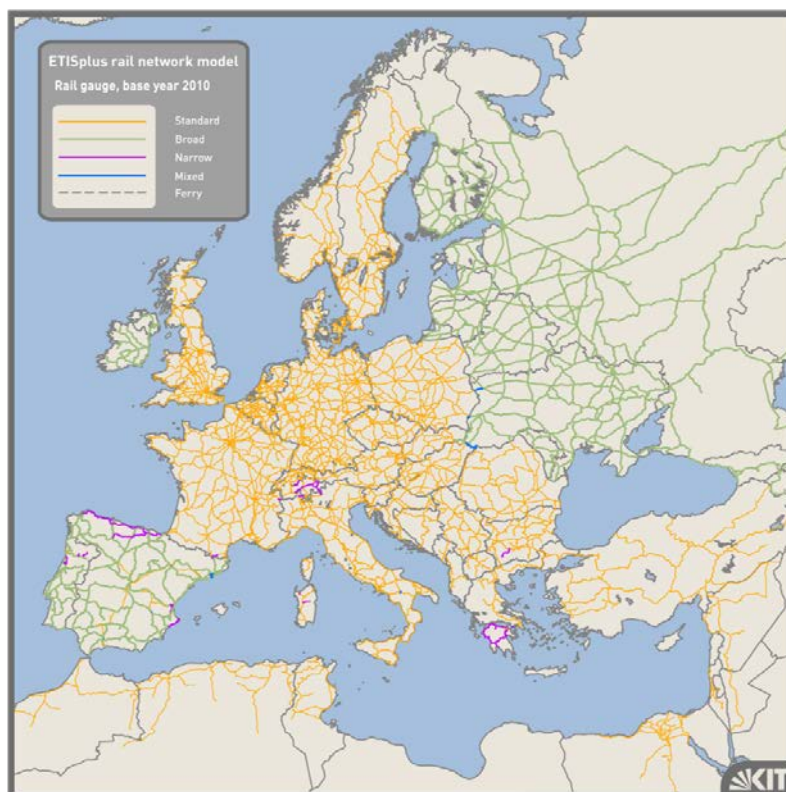 ETISplus rail network model
Rail gauge, base year 2010
Standard
Broad
Narrow
Mixed
Ferry
KIT